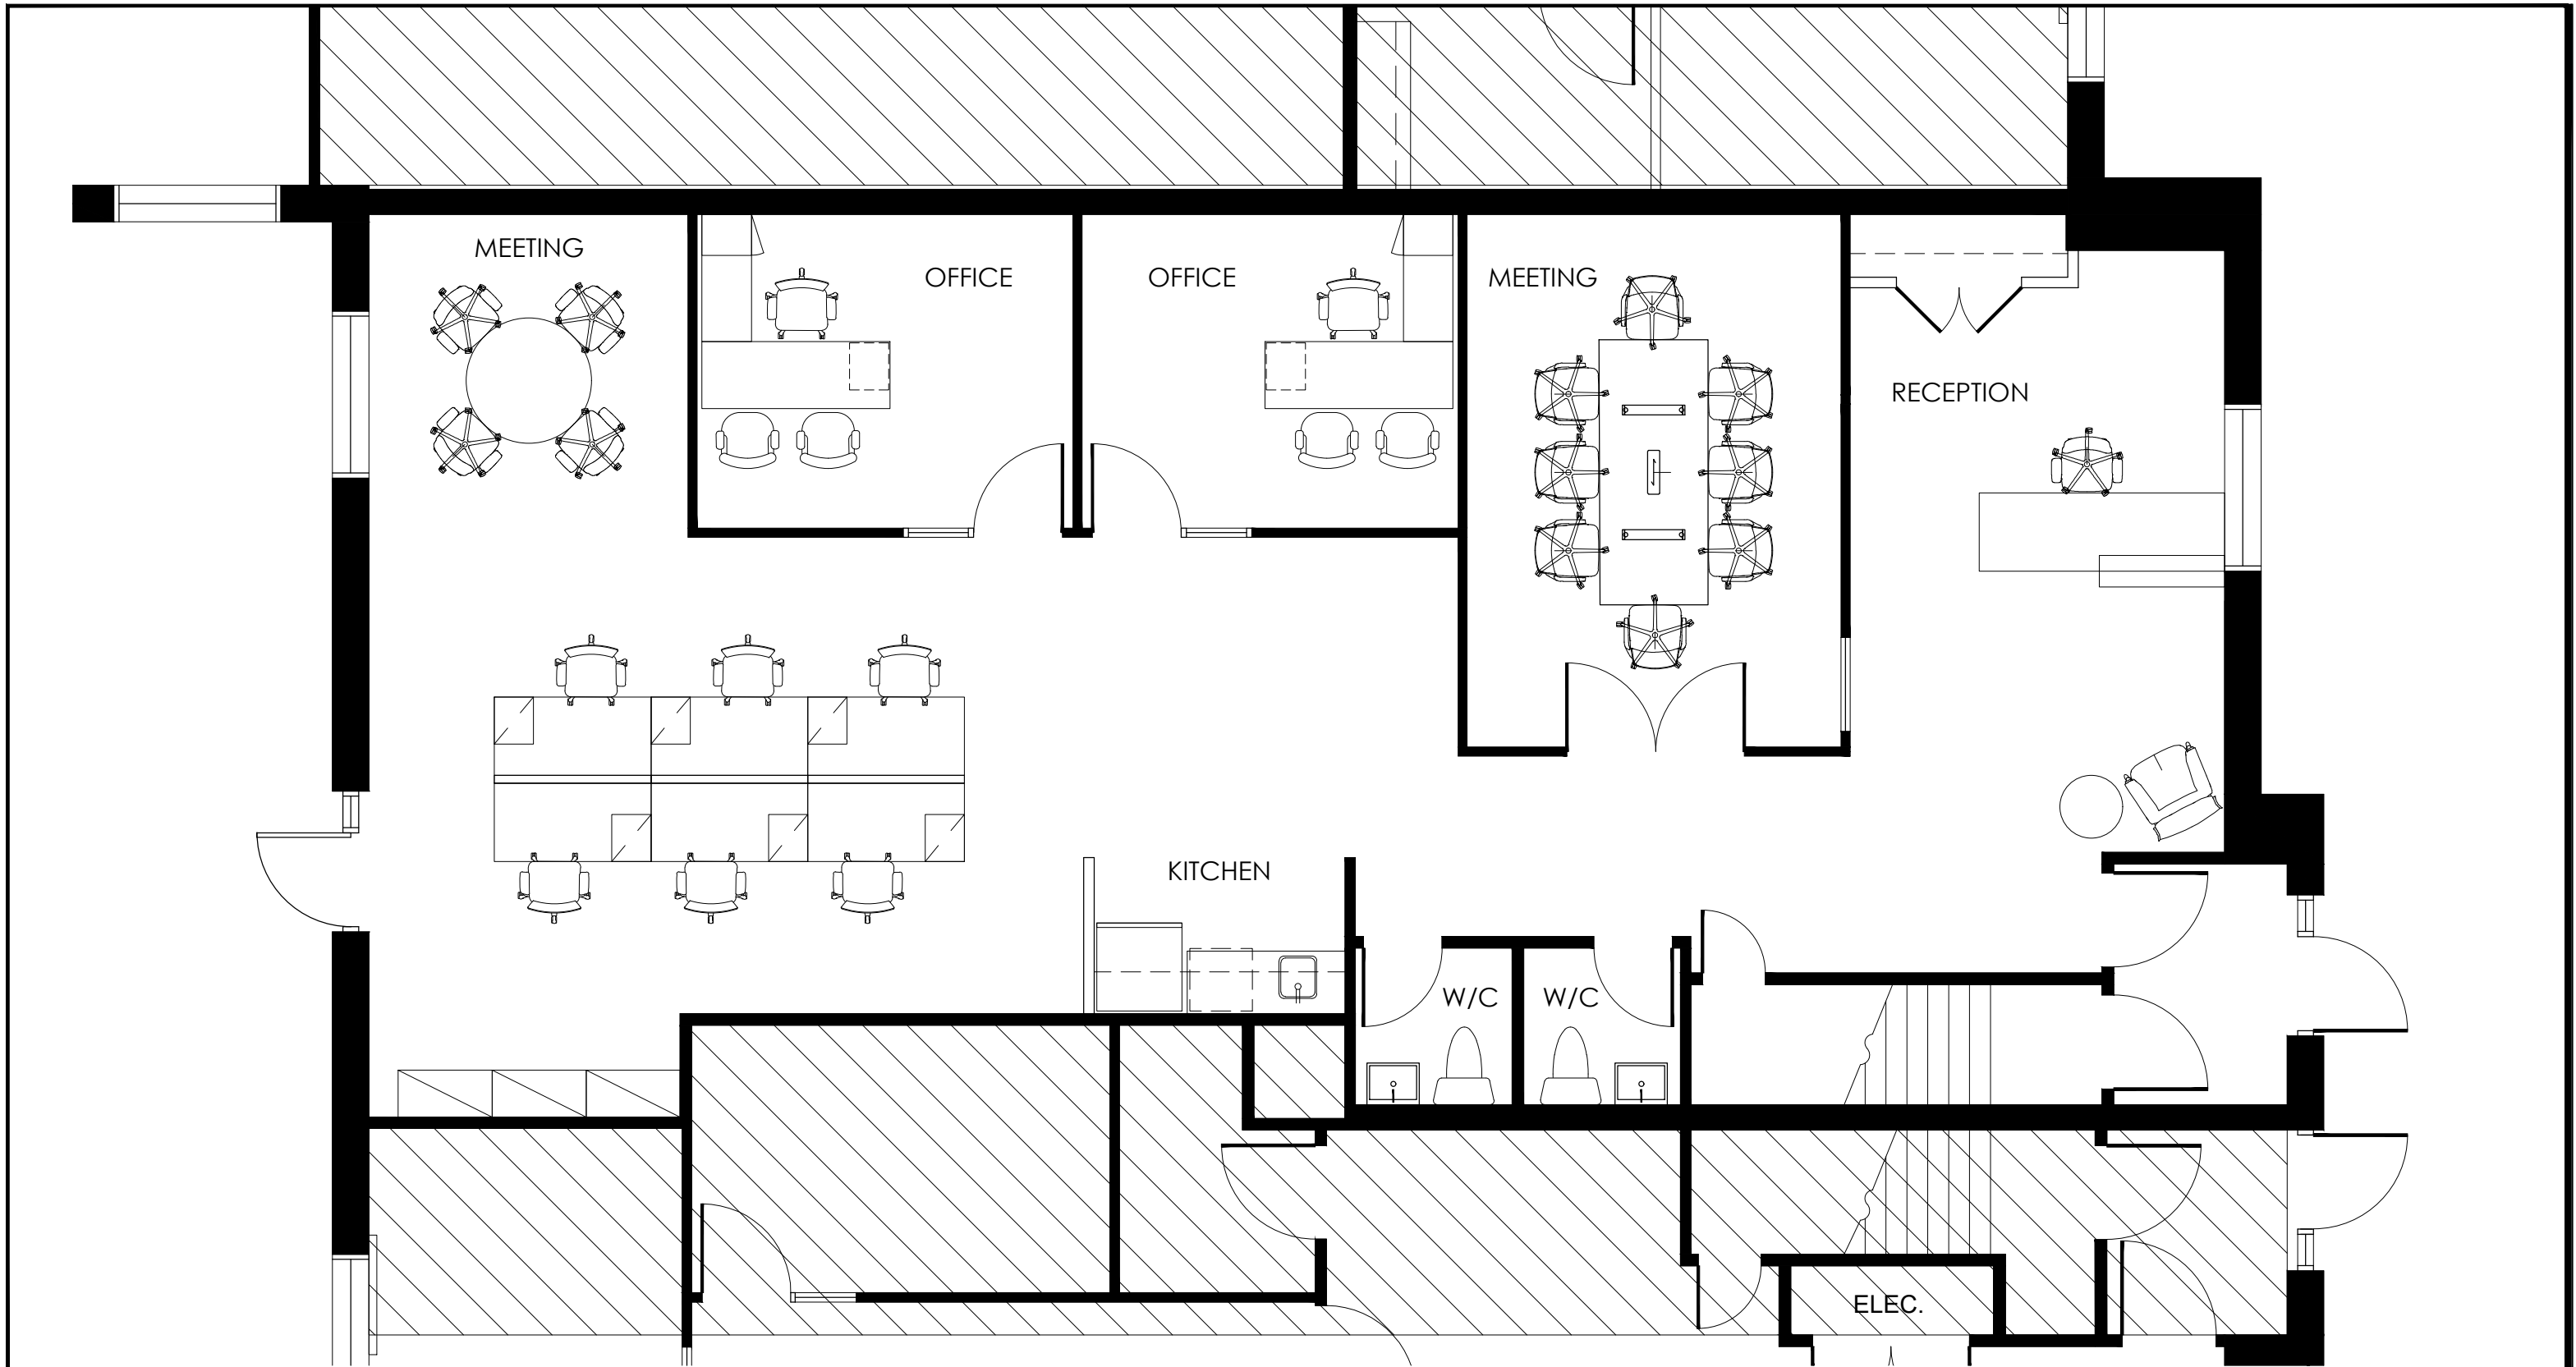 MEETING
OFFICE
OFFICE
MEETING
RECEPTION
KITCHEN
W/C
W/C
ELEC.